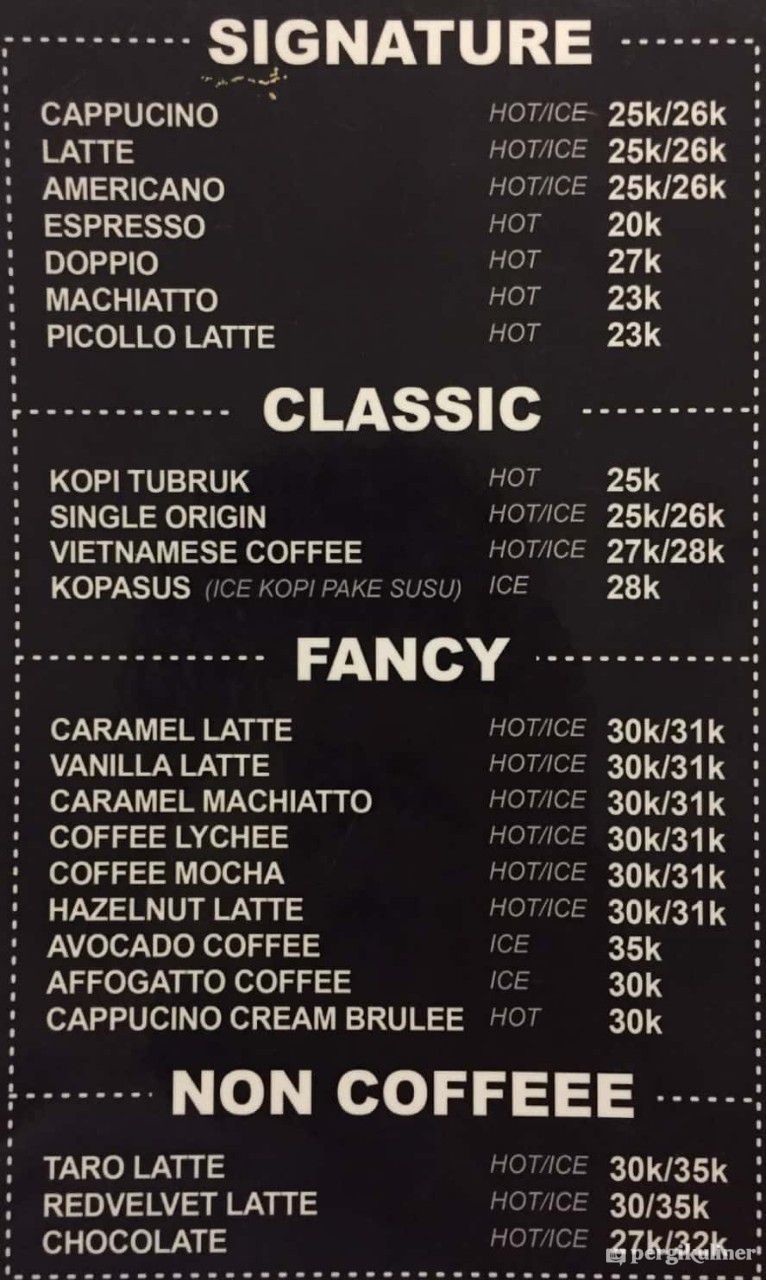 SIGNATURE
CAPPUCINO HOT/ICE 25k/26k
LATTE HOT/ICE 25k/26k
AMERICANO HOT/ICE 25k/26k
ESPRESSO HOT 20k
DOPPIO HOT 27k
MACHIATTO HOT 23k
PICOLLO LATTE HOT 23k
CLASSIC
KOPI TUBRUK HOT 25k
SINGLE ORIGIN HOT/ICE 25k/26k
VIETNAMESE COFFEE HOT/ICE 27k/28k
KOPASUS (ICE KOPI PAKE SUSU) ICE 28k
FANCY
CARAMEL LATTE HOT/ICE 30k/31k
VANILLA LATTE HOT/ICE 30k/31k
CARAMEL MACHIATTO HOT/ICE 30k/31k
COFFEE LYCHEE HOT/ICE 30k/31k
COFFEE MOCHA HOT/ICE 30k/31k
HAZELNUT LATTE HOT/ICE 30k/31k
AVOCADO COFFEE ICE 35k
AFFOGATTO COFFEE ICE 30k
CAPPUCINO CREAM BRULEE HOT 30k
NON COFFEEE
TARO LATTE HOT/ICE 30k/35k
REDVELVET LATTE HOT/ICE 30/35k
CHOCOLATE HOT/ICE 27k/32k
pergikuliner